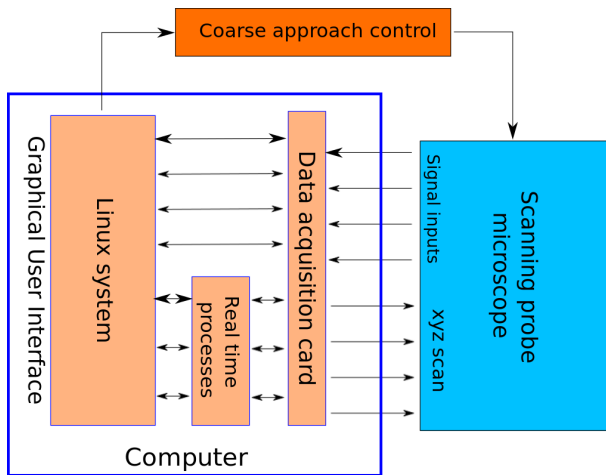 Coarse approach control
Graphical User Interface
Linux system
Real time
processes
Data acquisition card
Signal inputs
xyz scan
Scanning probe
microscope
Computer